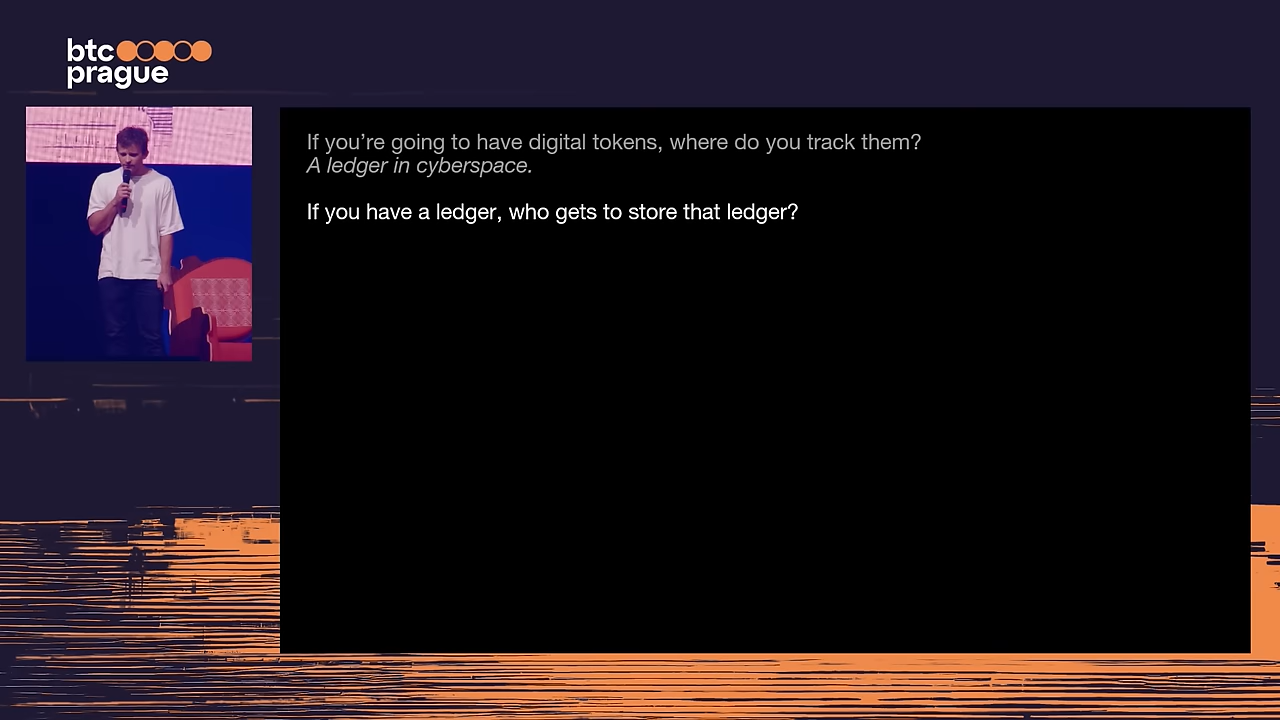 btc
prague
If you’re going to have digital tokens, where do you track them?
A ledger in cyberspace.
If you have a ledger, who gets to store that ledger?